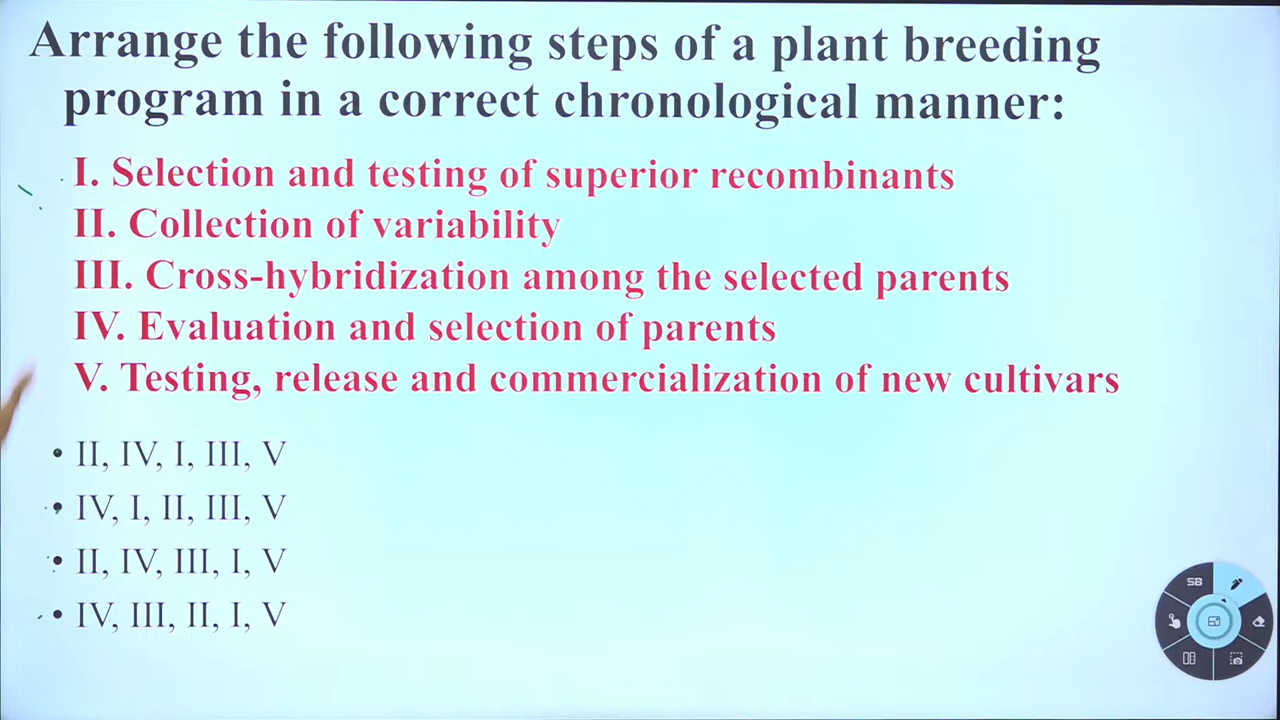 Arrange the following steps of a plant breeding
program in a correct chronological manner:
I. Selection and testing of superior recombinants
II. Collection of variability
III. Cross-hybridization among the selected parents
IV. Evaluation and selection of parents
V. Testing, release and commercialization of new cultivars
• II, IV, I, III, V
• IV, I, II, III, V
• II, IV, III, I, V
• IV, III, II, I, V
SB